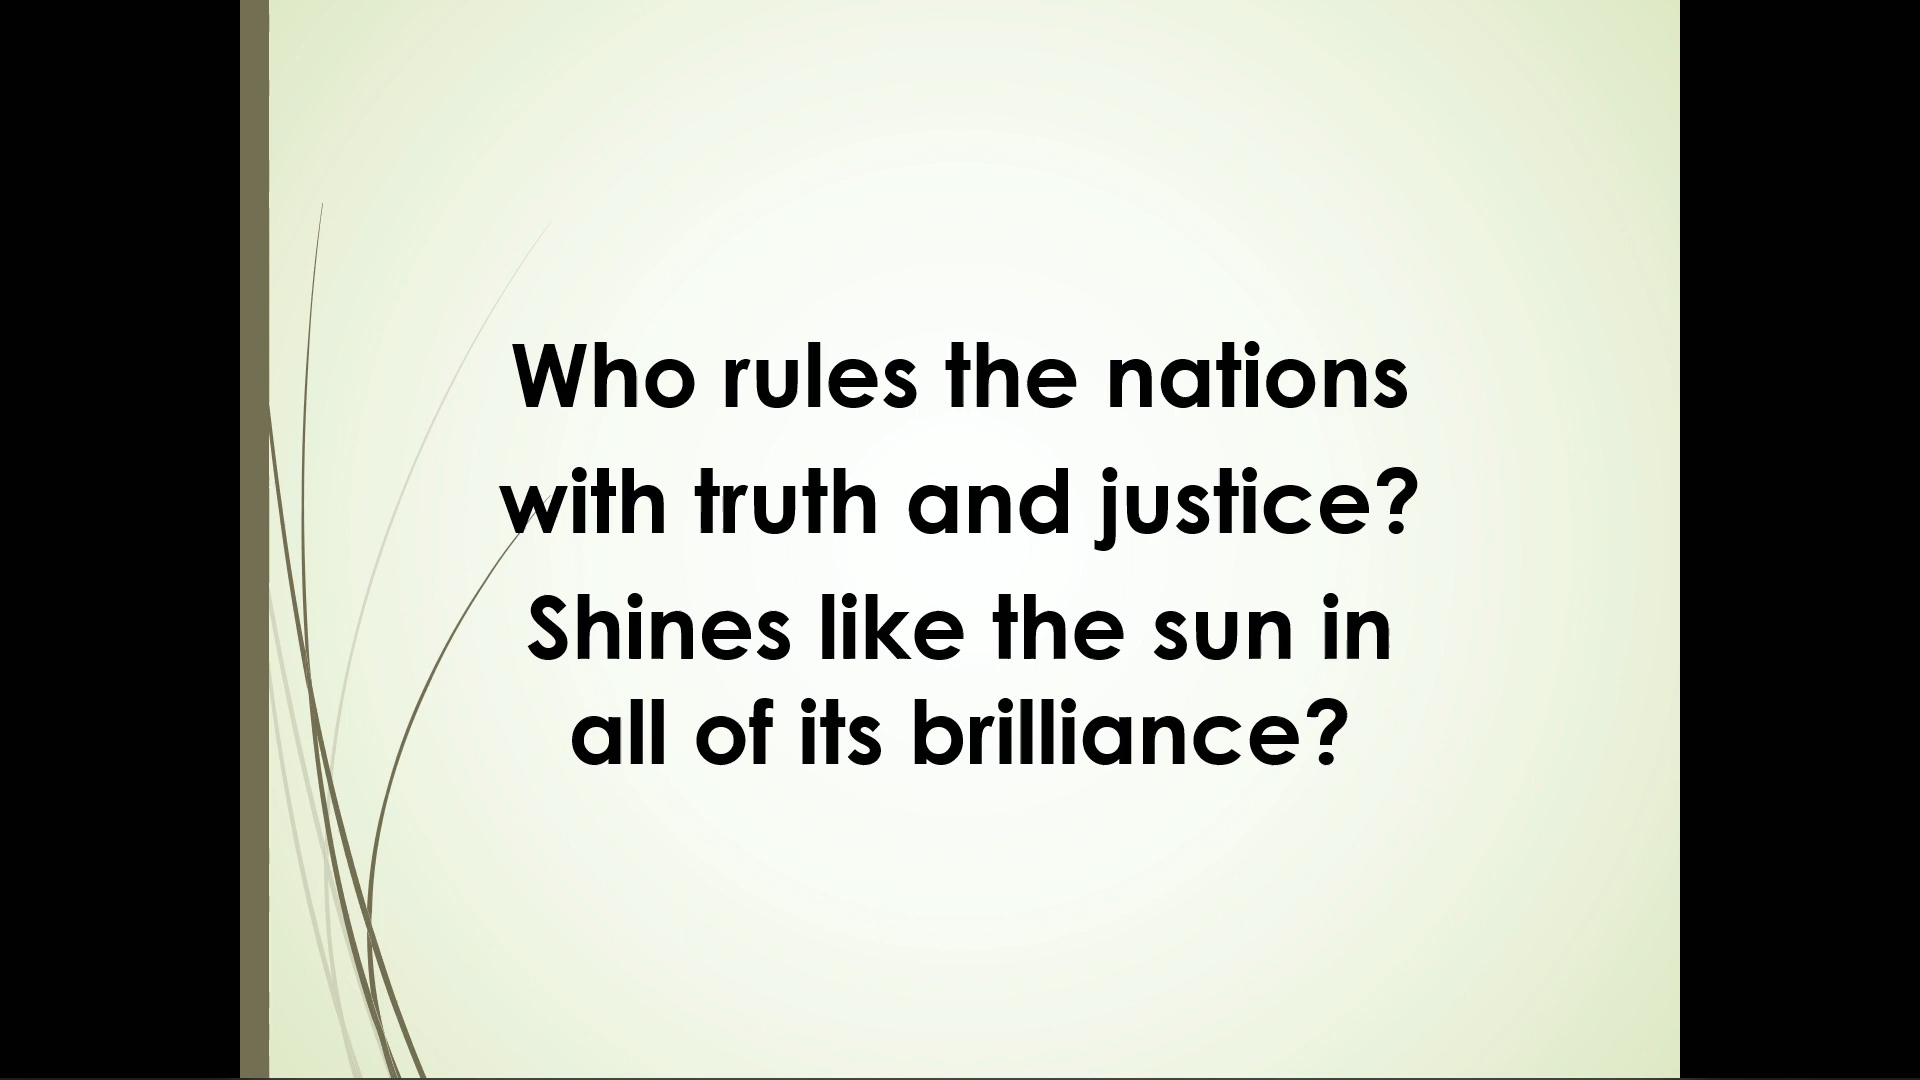 Who rules the nations
with truth and justice?
Shines like the sun in
all of its brilliance?